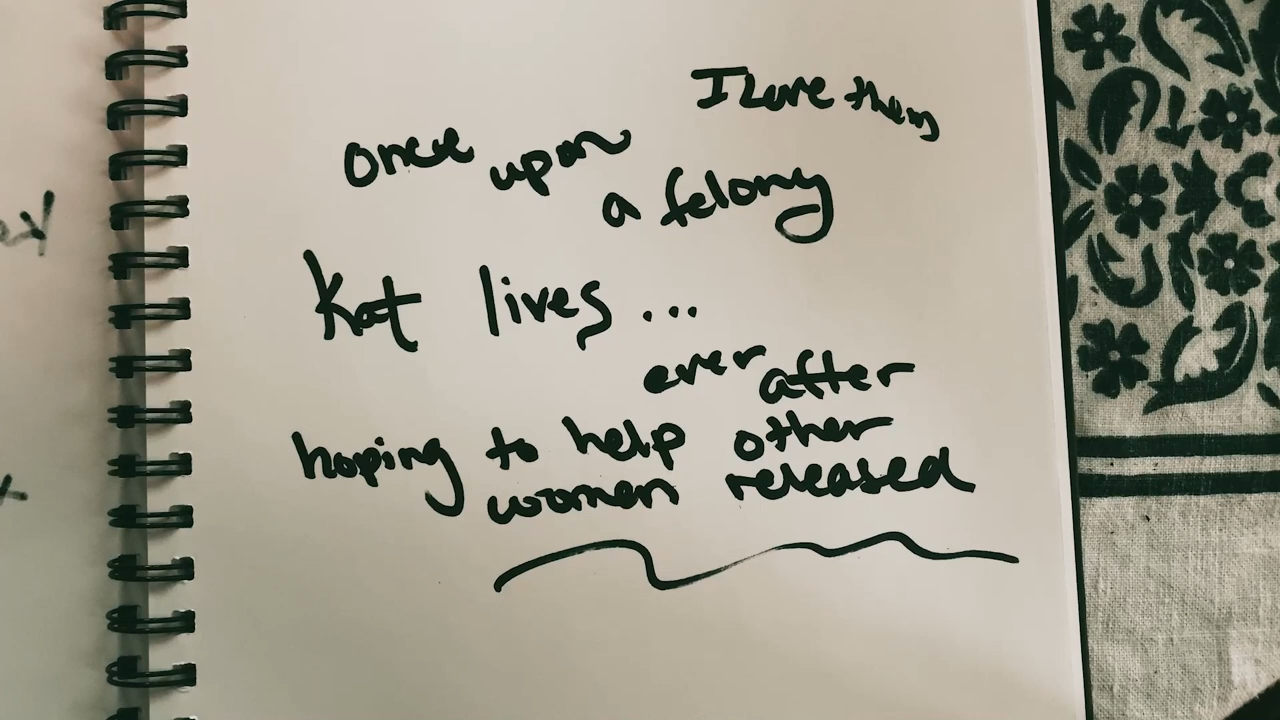 I Love them
once upon
a felony
Kat lives...
ever after
hoping to help other
women released